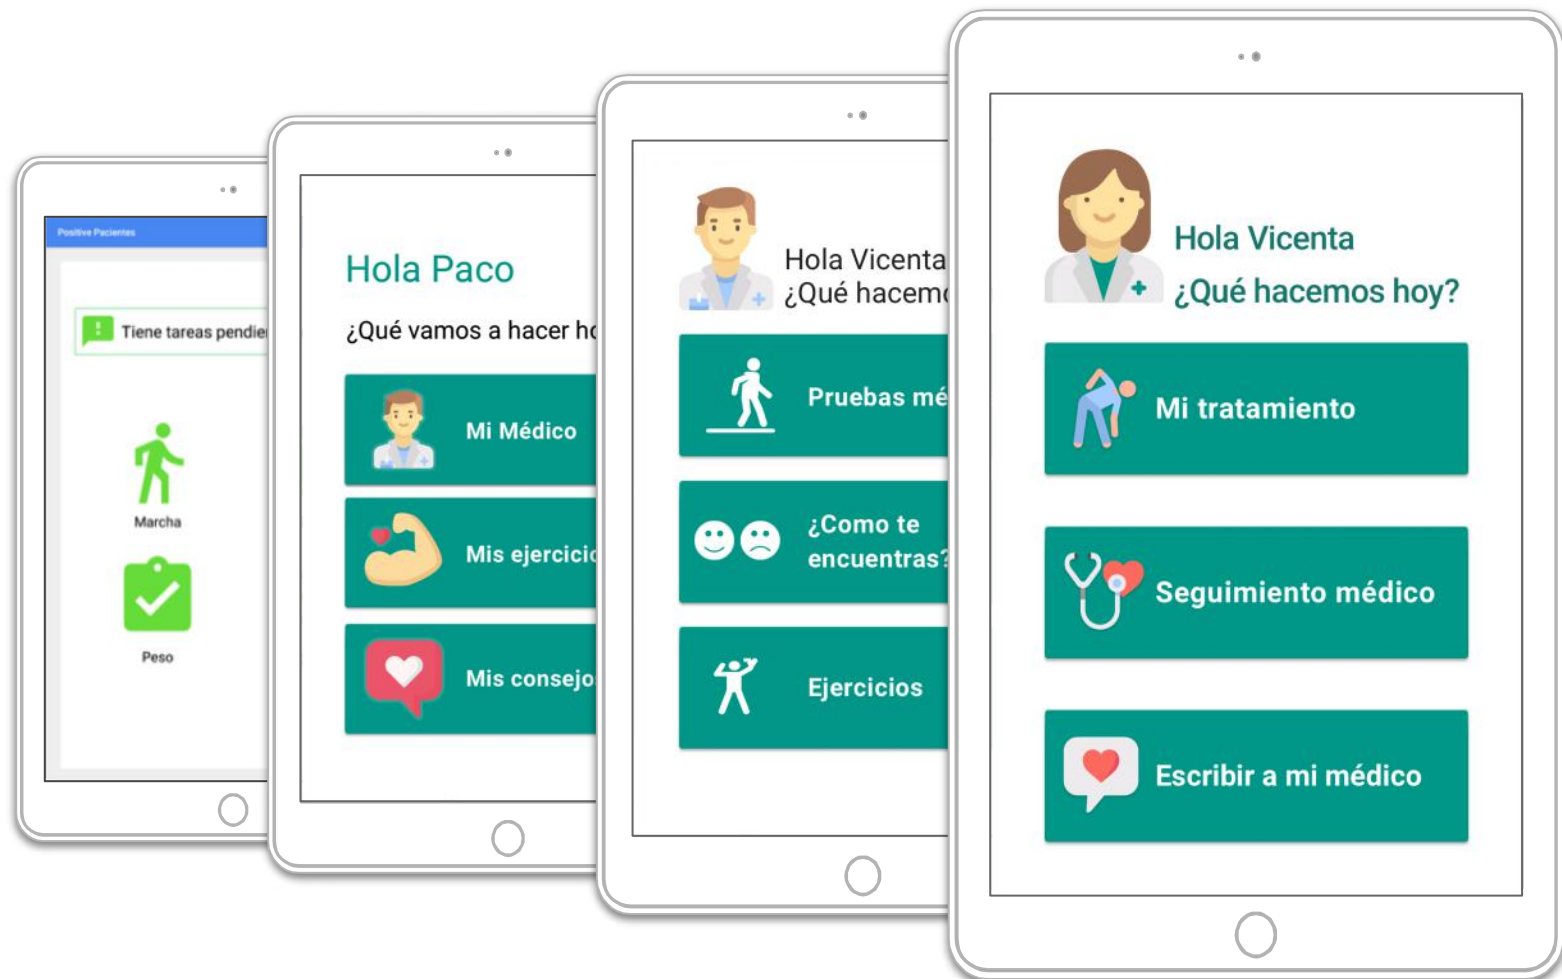 Positive Pacientes
Tiene tareas pendie
Marcha
Peso
Hola Paco
¿Qué vamos a hacer ho
Mi Médico
Mis ejercicio
Mis consejos
Hola Vicenta
¿Qué hacemo
Pruebas mé
¿Como te
encuentras?
Ejercicios
Hola Vicenta
¿Qué hacemos hoy?
Mi tratamiento
Seguimiento médico
Escribir a mi médico